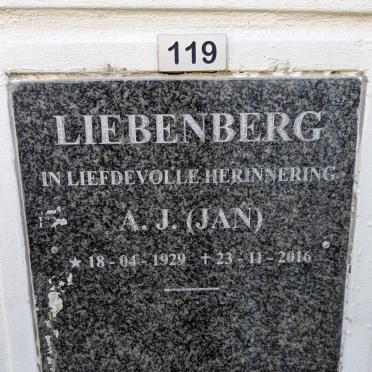 119
LIEBENBERG
IN LIEFDEVOLLE HERINNERING
A. J. (JAN)
★ 18 - 04 - 1929 ✝ 23 - 11 - 2016